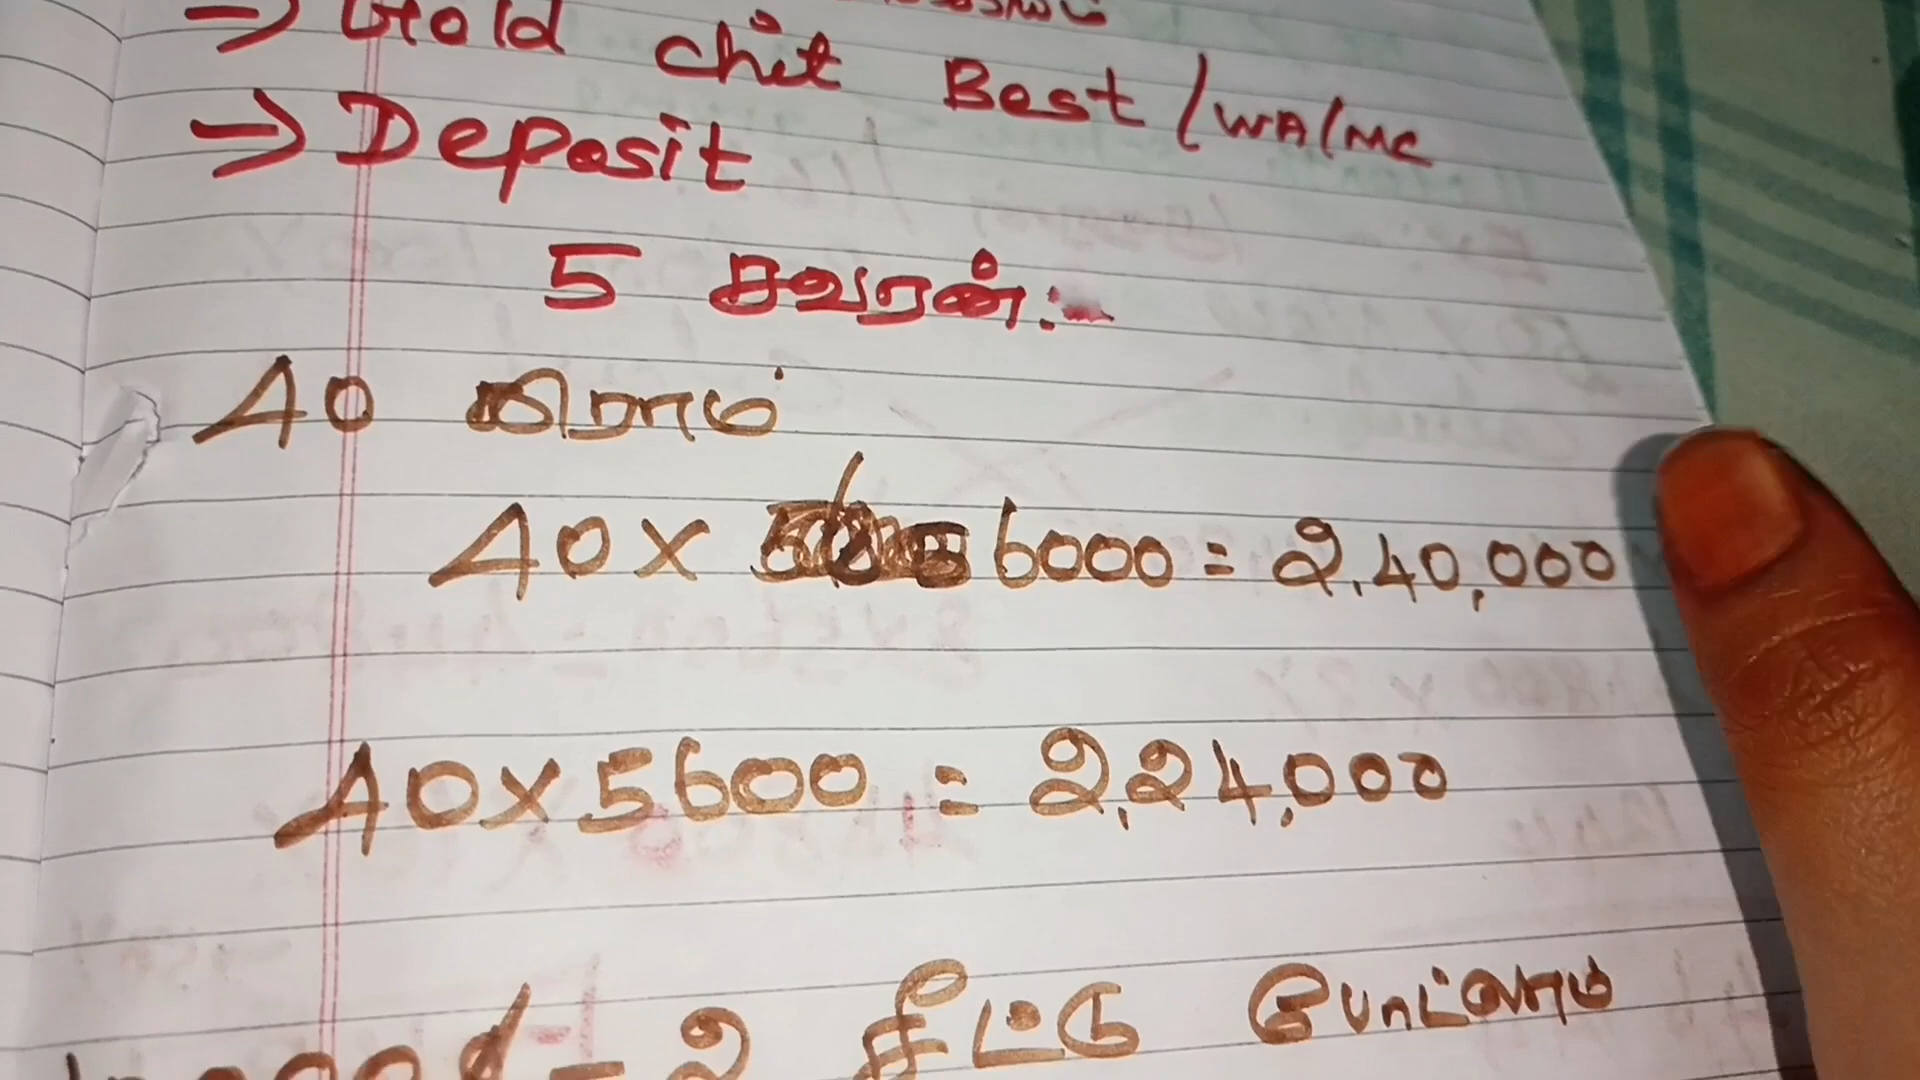 → Gold chit Best / WA / MC
→ Deposit
5 சவரன்:-
40 கிராம்
40 X 6000 = 2,40,000
40 X 5600 = 2,24,000
- 2 சீட்டு போட்லாம்